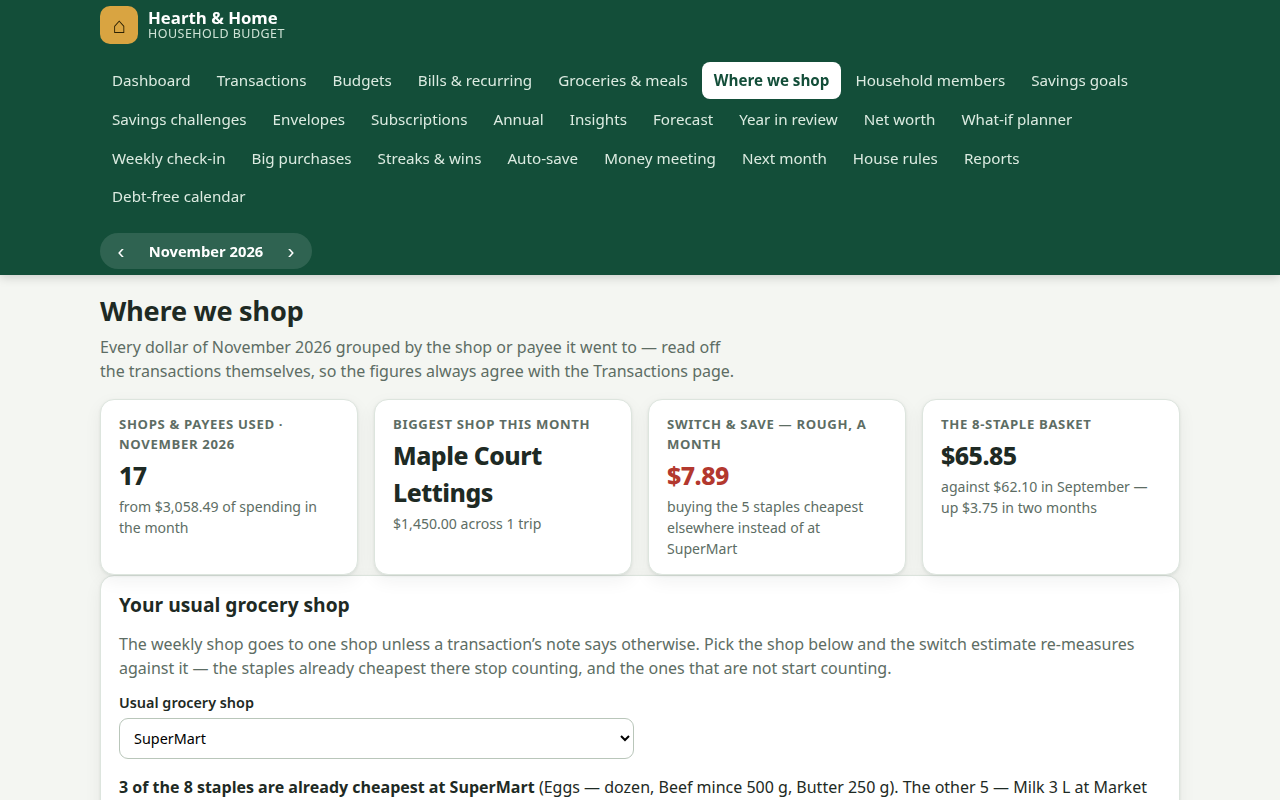 Hearth & Home
HOUSEHOLD BUDGET
Dashboard Transactions Budgets Bills & recurring Groceries & meals Where we shop Household members Savings goals
Savings challenges Envelopes Subscriptions Annual Insights Forecast Year in review Net worth What-if planner
Weekly check-in Big purchases Streaks & wins Auto-save Money meeting Next month House rules Reports
Debt-free calendar
‹ November 2026 ›
Where we shop
Every dollar of November 2026 grouped by the shop or payee it went to — read off
the transactions themselves, so the figures always agree with the Transactions page.
SHOPS & PAYEES USED ·
NOVEMBER 2026
17
from $3,058.49 of spending in
the month
BIGGEST SHOP THIS MONTH
Maple Court
Lettings
$1,450.00 across 1 trip
SWITCH & SAVE — ROUGH, A
MONTH
$7.89
buying the 5 staples cheapest
elsewhere instead of at
SuperMart
THE 8-STAPLE BASKET
$65.85
against $62.10 in September —
up $3.75 in two months
Your usual grocery shop
The weekly shop goes to one shop unless a transaction’s note says otherwise. Pick the shop below and the switch estimate re-measures
against it — the staples already cheapest there stop counting, and the ones that are not start counting.
Usual grocery shop
SuperMart
3 of the 8 staples are already cheapest at SuperMart (Eggs — dozen, Beef mince 500 g, Butter 250 g). The other 5 — Milk 3 L at Market